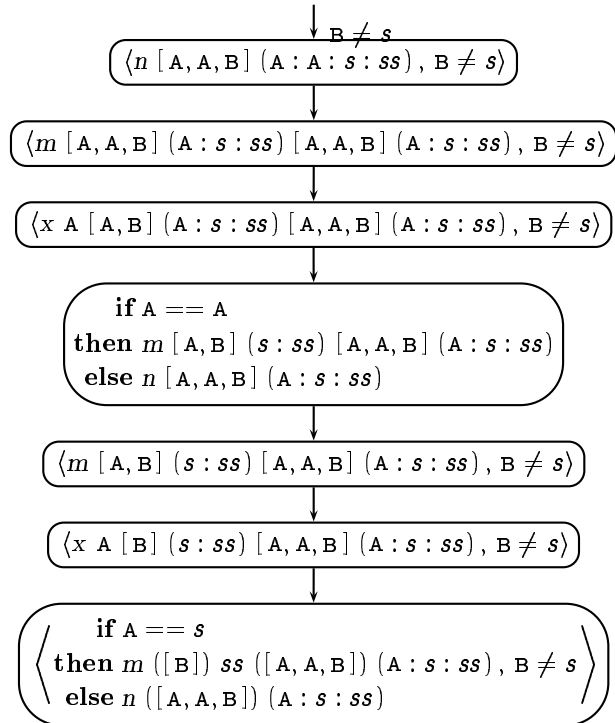 B ≠ s
⟨n [A,A,B] (A:A:s:ss), B ≠ s⟩
⟨m [A,A,B] (A:s:ss) [A,A,B] (A:s:ss), B ≠ s⟩
⟨x A [A,B] (A:s:ss) [A,A,B] (A:s:ss), B ≠ s⟩
if A == A
then m [A,B] (s:ss) [A,A,B] (A:s:ss)
else n [A,A,B] (A:s:ss)
⟨m [A,B] (s:ss) [A,A,B] (A:s:ss), B ≠ s⟩
⟨x A [B] (s:ss) [A,A,B] (A:s:ss), B ≠ s⟩
if A == s
⟨then m ([B]) ss ([A,A,B]) (A:s:ss), B ≠ s⟩
else n ([A,A,B]) (A:s:ss)